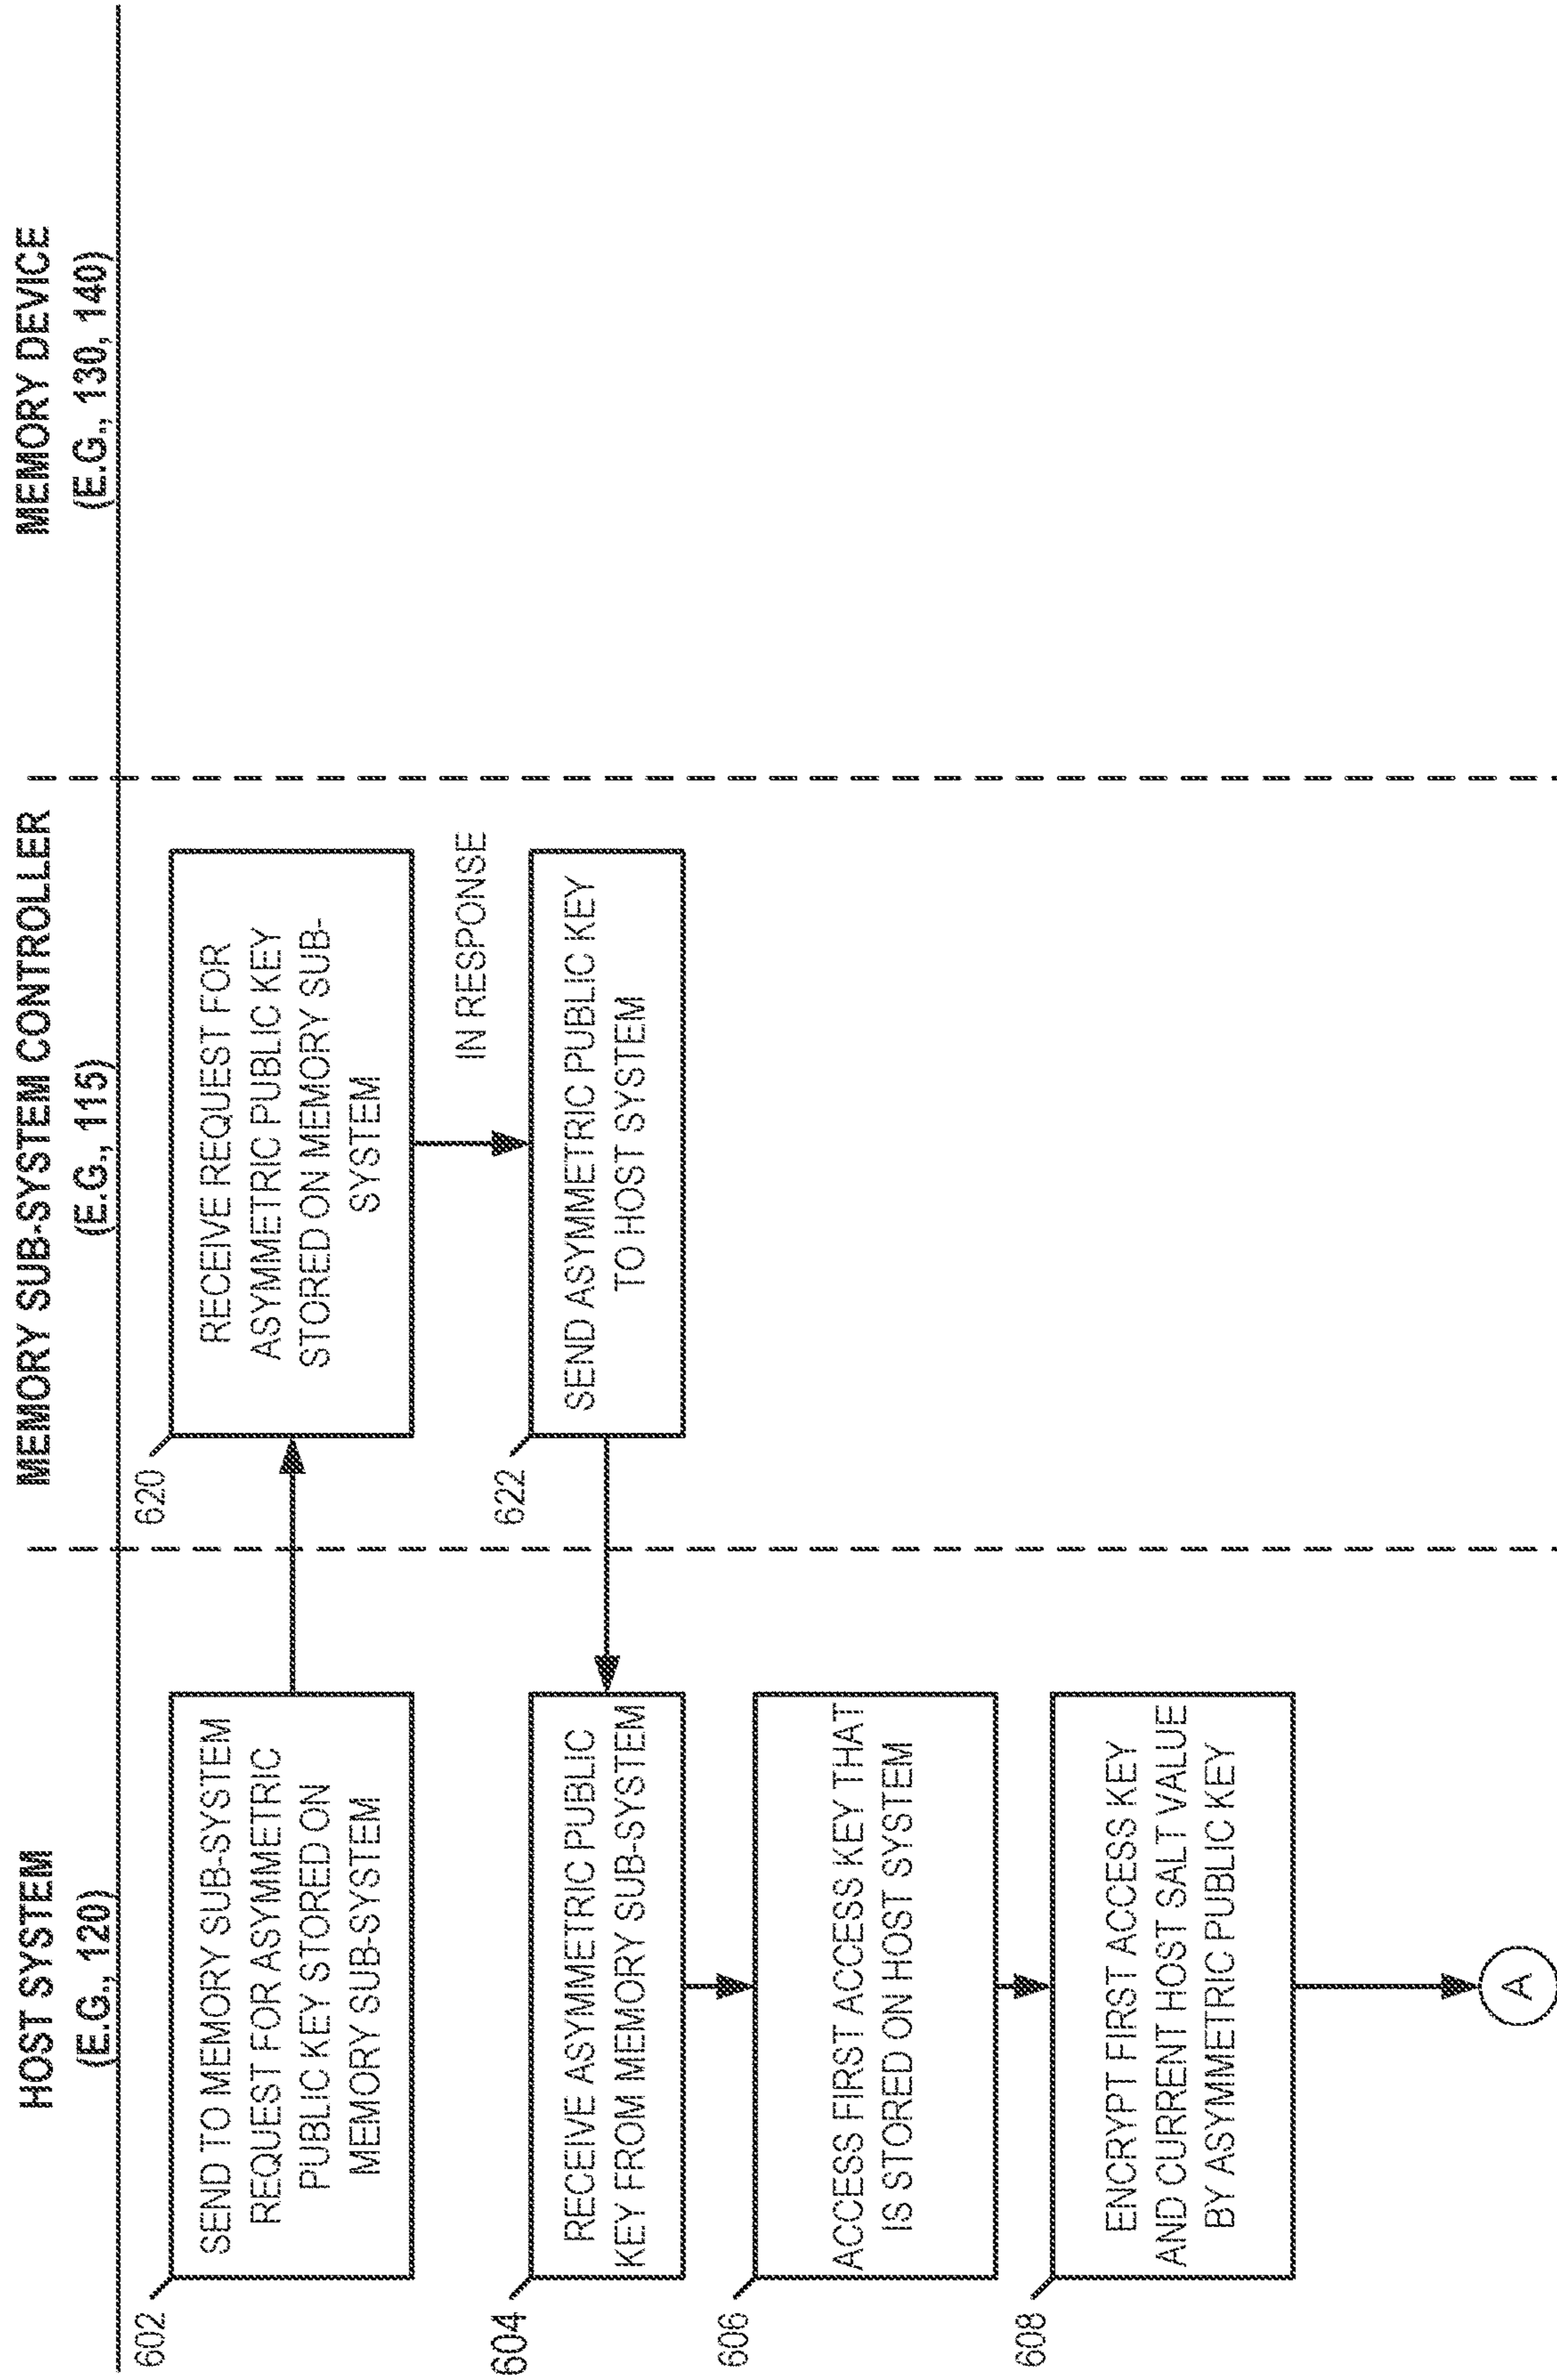 HOST SYSTEM
(E.G., 120)
MEMORY SUB-SYSTEM CONTROLLER
(E.G., 115)
MEMORY DEVICE
(E.G., 130, 140)
602
SEND TO MEMORY SUB-SYSTEM
REQUEST FOR ASYMMETRIC
PUBLIC KEY STORED ON
MEMORY SUB-SYSTEM
620
RECEIVE REQUEST FOR
ASYMMETRIC PUBLIC KEY
STORED ON MEMORY SUB-
SYSTEM
IN RESPONSE
622
SEND ASYMMETRIC PUBLIC KEY
TO HOST SYSTEM
604
RECEIVE ASYMMETRIC PUBLIC
KEY FROM MEMORY SUB-SYSTEM
606
ACCESS FIRST ACCESS KEY THAT
IS STORED ON HOST SYSTEM
608
ENCRYPT FIRST ACCESS KEY
AND CURRENT HOST SALT VALUE
BY ASYMMETRIC PUBLIC KEY
A